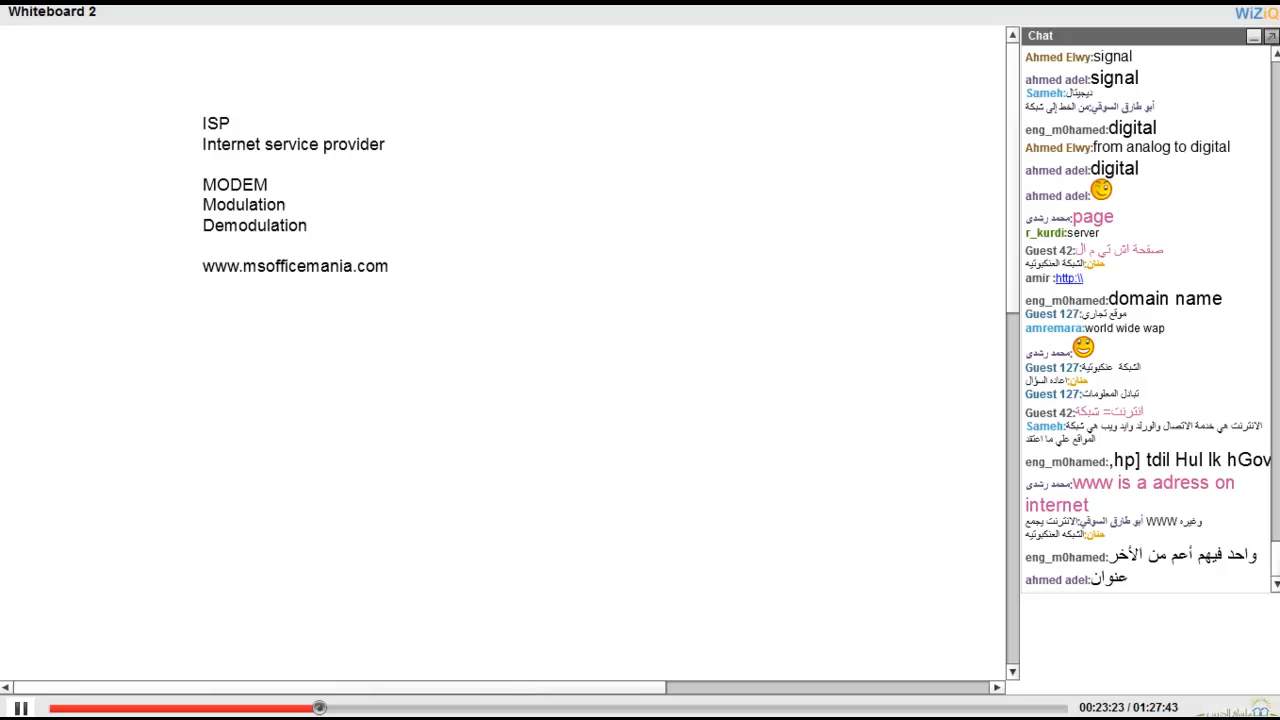 Whiteboard 2
WiZiQ
ISP
Internet service provider
MODEM
Modulation
Demodulation
www.msofficemania.com
Chat
Ahmed Elwy:signal
ahmed adel:signal
Sameh:ديجيتال
أبو طارق السوقي:من الخط إلى شبكة
eng_m0hamed:digital
Ahmed Elwy:from analog to digital
ahmed adel:digital
ahmed adel:
محمد رشدى:page
r_kurdi:server
Guest 42:صفحة اتش تي م ال
حنان:الشبكة العنكبوتيه
amir :http:\\
eng_m0hamed:domain name
Guest 127:موقع تجاري
amremara:world wide wap
محمد رشدى:
Guest 127:الشبكة عنكبوتية
حنان:اعاده السؤال
Guest 127:تبادل المعلومات
Guest 42:انترنت= شبكة
Sameh:الانترنت هي خدمة الاتصال والورلد وايد ويب هي شبكة
المواقع علي ما اعتقد
eng_m0hamed:,hp] tdil Hul lk hGov
محمد رشدى:www is a adress on
internet
أبو طارق السوقي:الانترنت يجمع WWW وغيره
حنان:الشبكه العنكبوتيه
eng_m0hamed:واحد فيهم أعم من الأخر
ahmed adel:عنوان
00:23:23 / 01:27:43